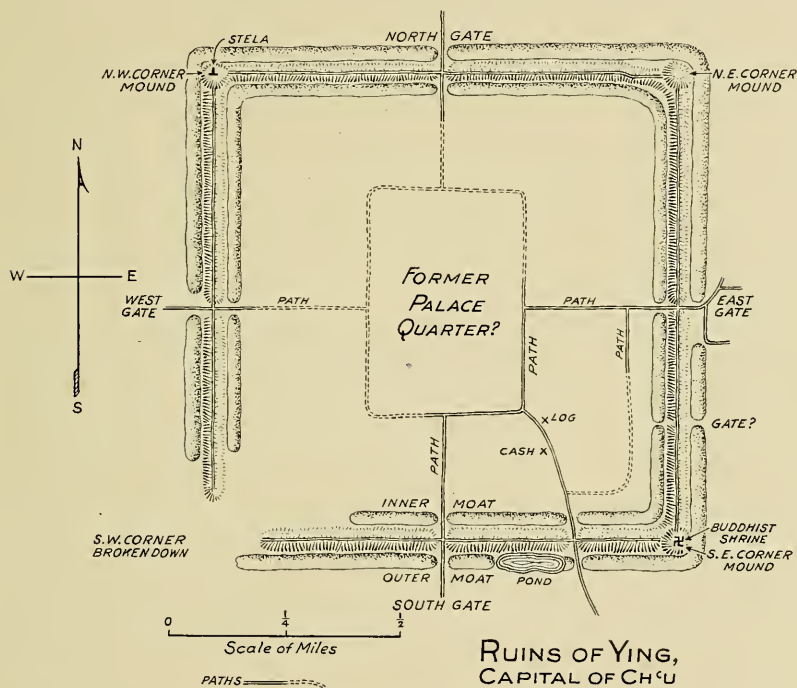 STELA
NORTH GATE
N.W. CORNER
MOUND
N.E. CORNER
MOUND
N
W E
S
FORMER
PALACE
QUARTER?
WEST
GATE
PATH
PATH
EAST
GATE
PATH
PATH
×LOG
CASH ×
GATE?
PATH
INNER MOAT
S.W. CORNER
BROKEN DOWN
卐 BUDDHIST
SHRINE
S.E. CORNER
MOUND
OUTER MOAT
POND
SOUTH GATE
0 1/4 1/2
Scale of Miles
RUINS OF YING,
CAPITAL OF CHʿU
PATHS